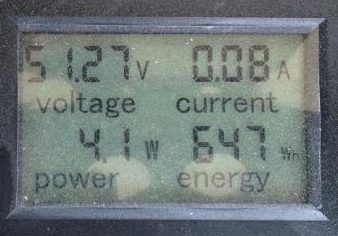 51.27V 0.08A
voltage current
4.1W 647Wh
power energy